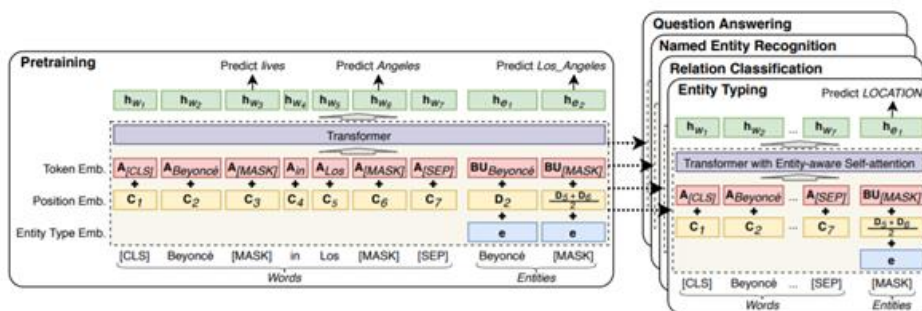 Question Answering
Named Entity Recognition
Relation Classification
Entity Typing
Pretraining
Predict lives Predict Angeles Predict Los_Angeles
Predict LOCATION
hw1 hw2 hw3 hw4 hw5 hw6 hw7 he1 he2
hw1 hw2 ... hw7 he1
Transformer
Transformer with Entity-aware Self-attention
Token Emb. A[CLS] ABeyoncé A[MASK] Ain ALos A[MASK] A[SEP] BUBeyoncé BU[MASK]
A[CLS] ABeyoncé ... A[SEP] BU[MASK]
+ + + + + + + + +
+ + + +
Position Emb. C1 C2 C3 C4 C5 C6 C7 D2 D5 + D6
2
C1 C2 ... C7 D5 + D6
2
+ +
+
Entity Type Emb. e e
e
[CLS] Beyoncé [MASK] in Los [MASK] [SEP] Beyoncé [MASK]
Words Entities
[CLS] Beyoncé ... [SEP] [MASK]
Words Entities